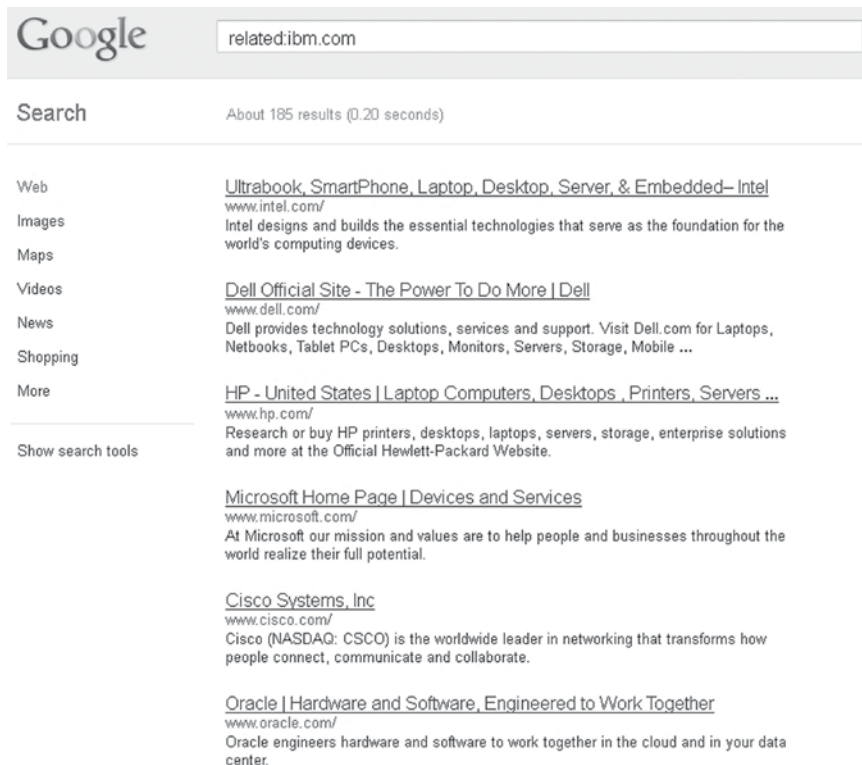 Google
related:ibm.com
Search
About 185 results (0.20 seconds)
Web
Images
Maps
Videos
News
Shopping
More
Show search tools
Ultrabook, SmartPhone, Laptop, Desktop, Server, & Embedded– Intel
www.intel.com/
Intel designs and builds the essential technologies that serve as the foundation for the
world's computing devices.
Dell Official Site - The Power To Do More | Dell
www.dell.com/
Dell provides technology solutions, services and support. Visit Dell.com for Laptops,
Netbooks, Tablet PCs, Desktops, Monitors, Servers, Storage, Mobile ...
HP - United States | Laptop Computers, Desktops , Printers, Servers ...
www.hp.com/
Research or buy HP printers, desktops, laptops, servers, storage, enterprise solutions
and more at the Official Hewlett-Packard Website.
Microsoft Home Page | Devices and Services
www.microsoft.com/
At Microsoft our mission and values are to help people and businesses throughout the
world realize their full potential.
Cisco Systems, Inc
www.cisco.com/
Cisco (NASDAQ: CSCO) is the worldwide leader in networking that transforms how
people connect, communicate and collaborate.
Oracle | Hardware and Software, Engineered to Work Together
www.oracle.com/
Oracle engineers hardware and software to work together in the cloud and in your data
center.